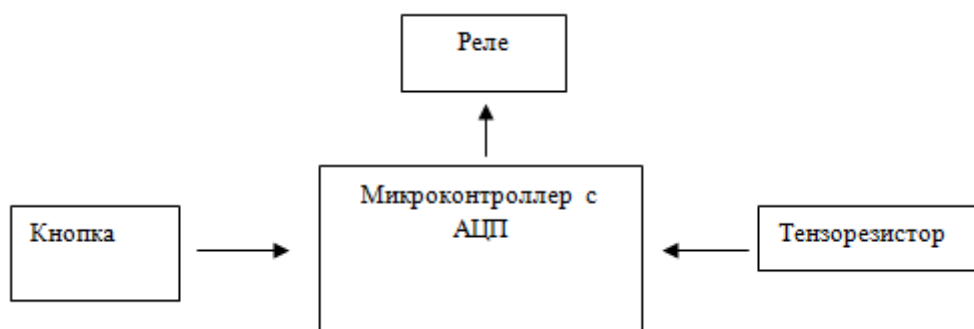 Реле
Микроконтроллер с
АЦП
Кнопка
Тензорезистор